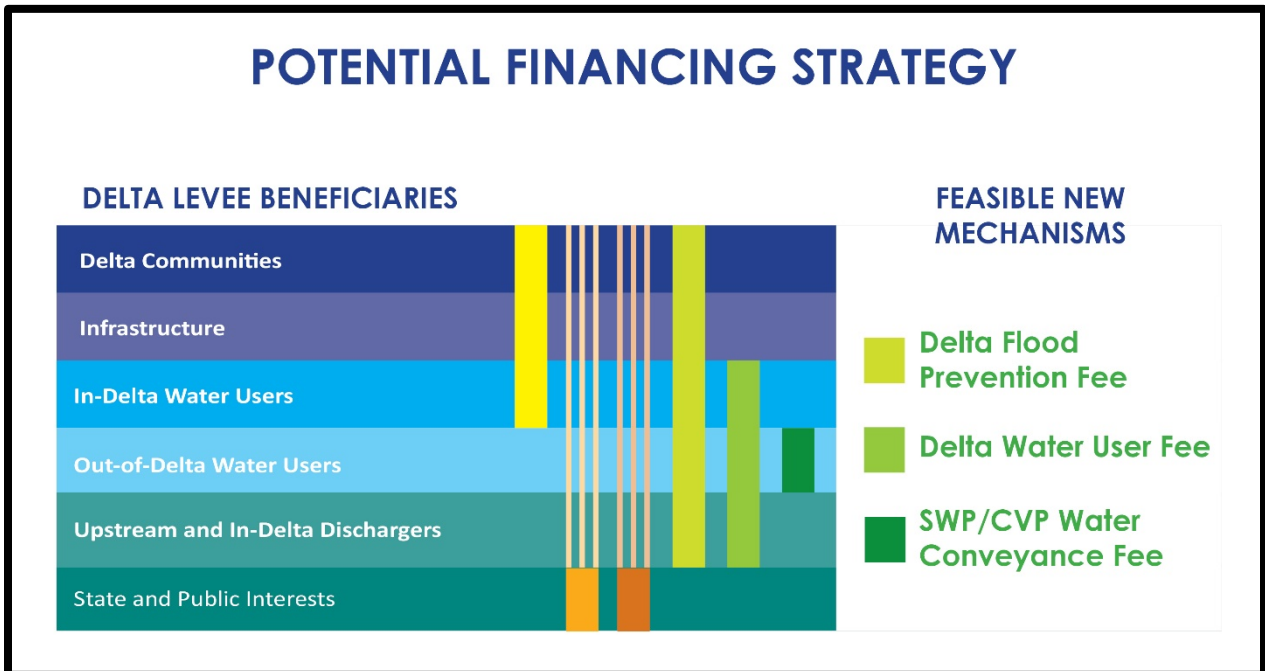 POTENTIAL FINANCING STRATEGY
DELTA LEVEE BENEFICIARIES
Delta Communities
Infrastructure
In-Delta Water Users
Out-of-Delta Water Users
Upstream and In-Delta Dischargers
State and Public Interests
FEASIBLE NEW
MECHANISMS
Delta Flood
Prevention Fee
Delta Water User Fee
SWP/CVP Water
Conveyance Fee